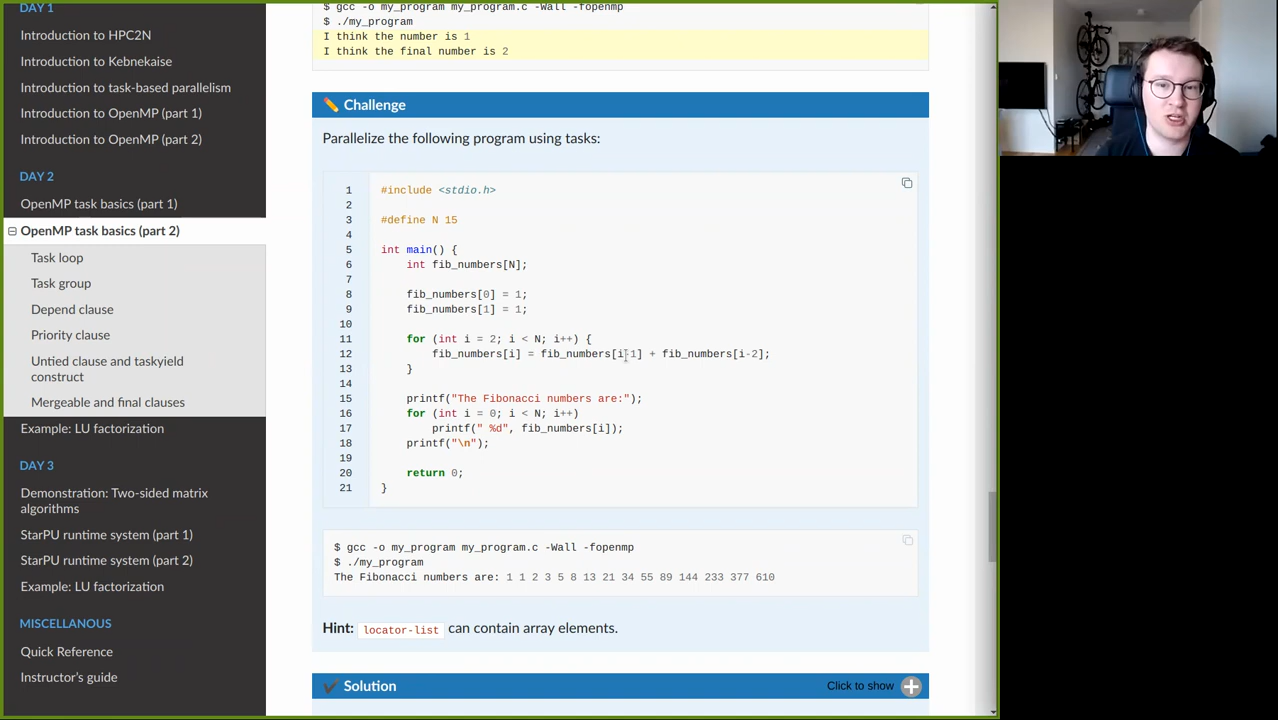 DAY 1
Introduction to HPC2N
Introduction to Kebnekaise
Introduction to task-based parallelism
Introduction to OpenMP (part 1)
Introduction to OpenMP (part 2)
DAY 2
OpenMP task basics (part 1)
OpenMP task basics (part 2)
Task loop
Task group
Depend clause
Priority clause
Untied clause and taskyield
construct
Mergeable and final clauses
Example: LU factorization
DAY 3
Demonstration: Two-sided matrix
algorithms
StarPU runtime system (part 1)
StarPU runtime system (part 2)
Example: LU factorization
MISCELLANEOUS
Quick Reference
Instructor's guide
$ gcc -o my_program my_program.c -Wall -fopenmp
$ ./my_program
I think the number is 1
I think the final number is 2
Challenge
Parallelize the following program using tasks:
1 #include <stdio.h>
2
3 #define N 15
4
5 int main() {
6 int fib_numbers[N];
7
8 fib_numbers[0] = 1;
9 fib_numbers[1] = 1;
10
11 for (int i = 2; i < N; i++) {
12 fib_numbers[i] = fib_numbers[i-1] + fib_numbers[i-2];
13 }
14
15 printf("The Fibonacci numbers are:");
16 for (int i = 0; i < N; i++)
17 printf(" %d", fib_numbers[i]);
18 printf("\n");
19
20 return 0;
21 }
$ gcc -o my_program my_program.c -Wall -fopenmp
$ ./my_program
The Fibonacci numbers are: 1 1 2 3 5 8 13 21 34 55 89 144 233 377 610
Hint: locator-list can contain array elements.
Solution Click to show